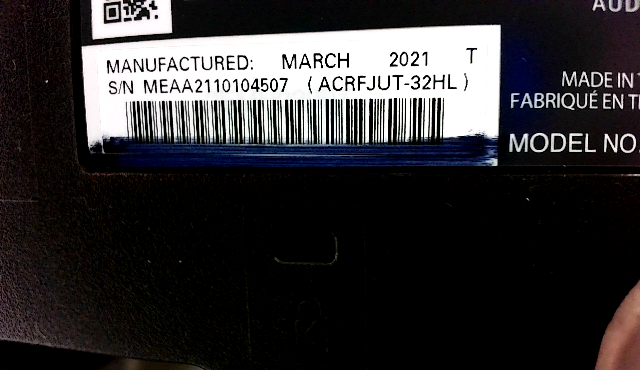 AUD
MANUFACTURED: MARCH 2021 T
S/N MEAA2110104507 (ACRFJUT-32HL)
MADE IN T
FABRIQUÉ EN T
MODEL NO.